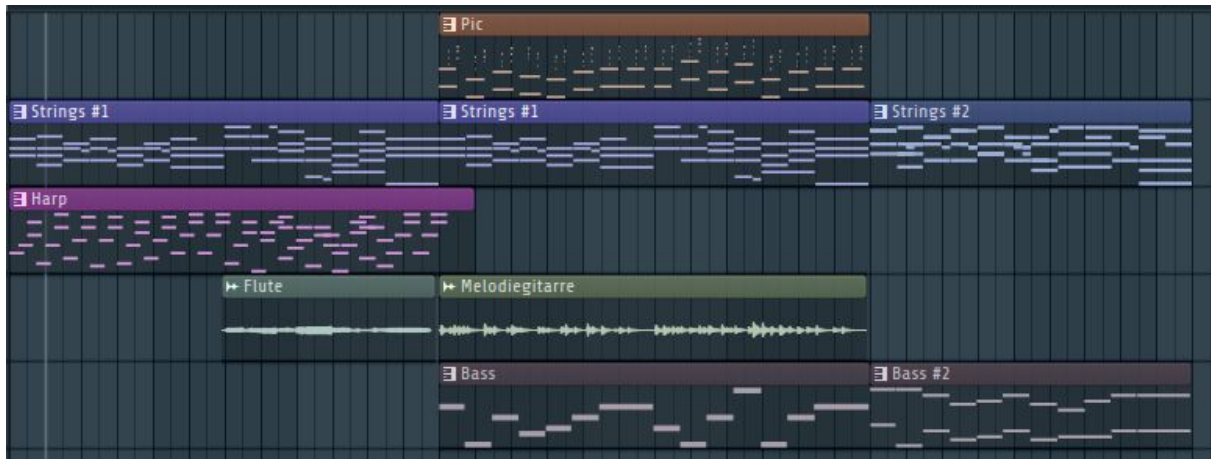 Pic
Strings #1
Strings #1
Strings #2
Harp
Flute
Melodiegitarre
Bass
Bass #2